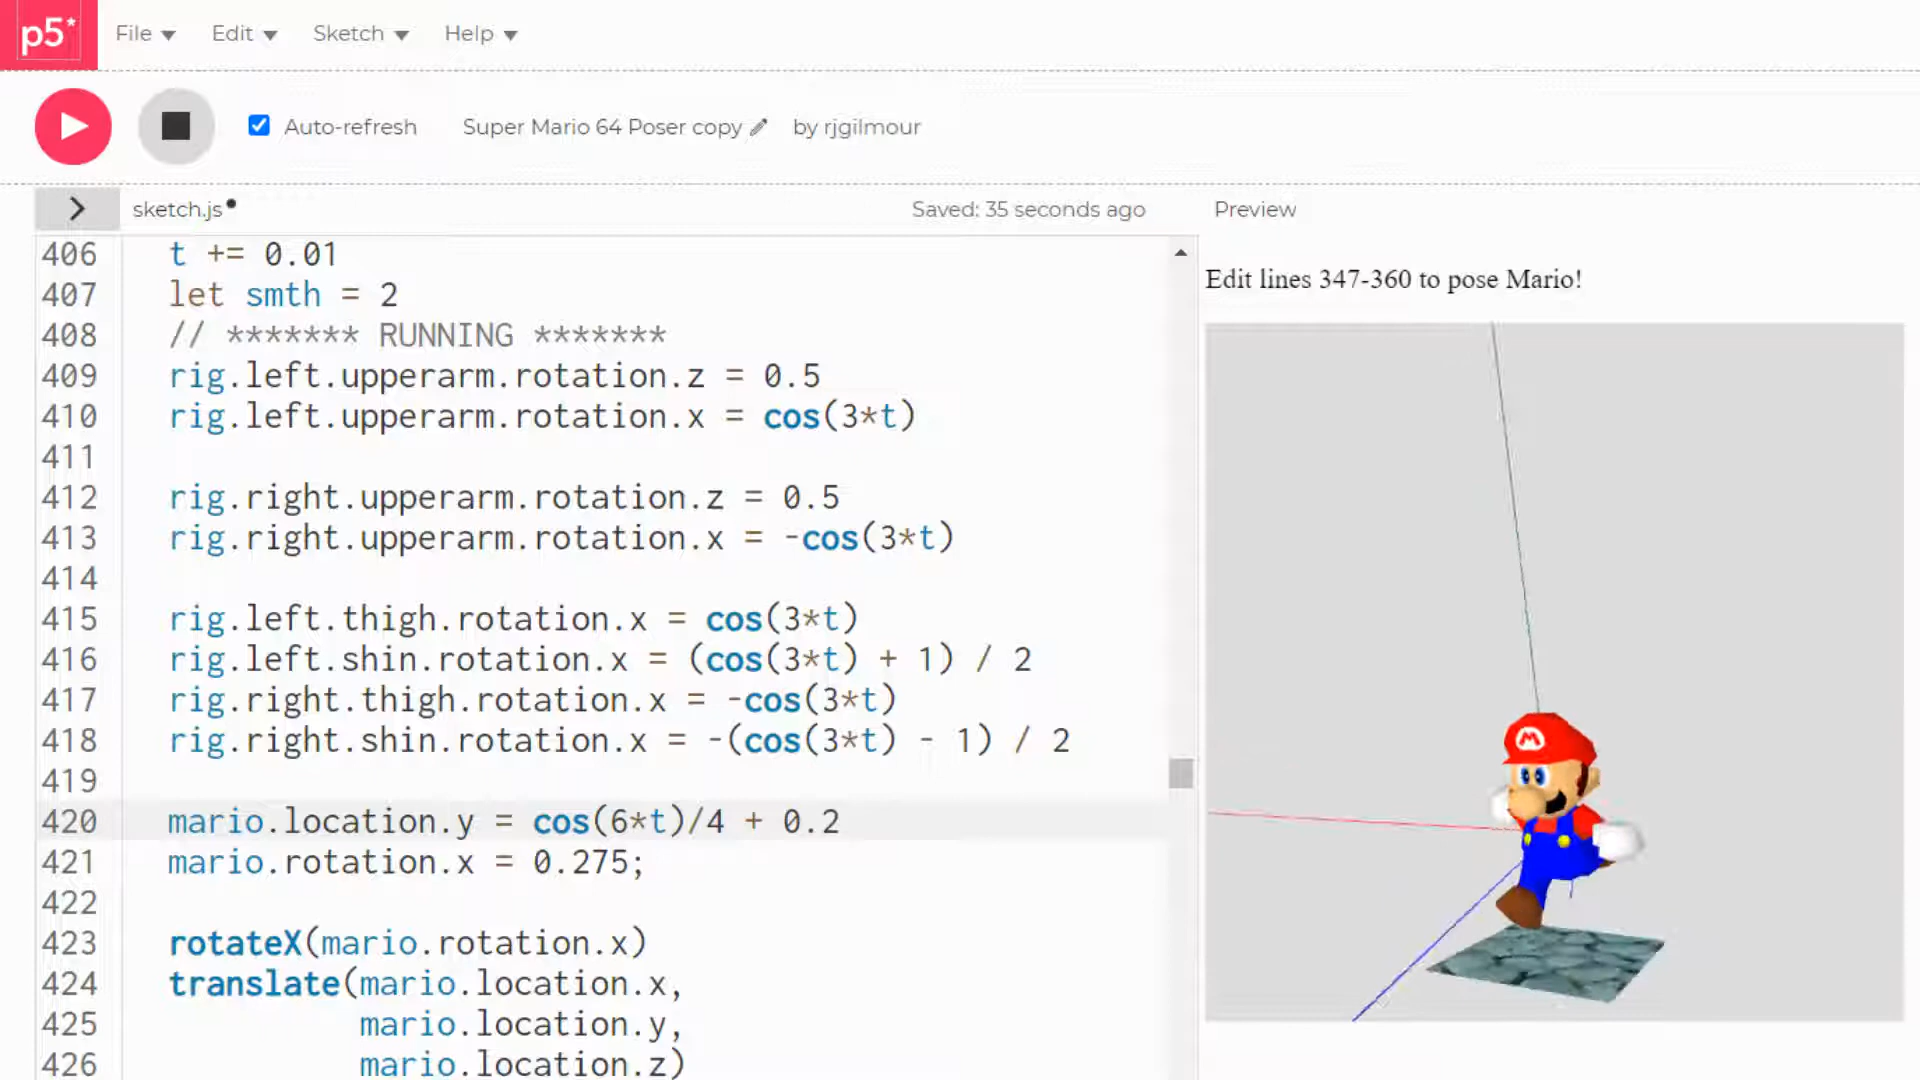 p5*
File Edit Sketch Help
Auto-refresh Super Mario 64 Poser copy by rjgilmour
> sketch.js Saved: 35 seconds ago Preview
406 t += 0.01
407 let smth = 2
408 // ******* RUNNING *******
409 rig.left.upperarm.rotation.z = 0.5
410 rig.left.upperarm.rotation.x = cos(3*t)
411
412 rig.right.upperarm.rotation.z = 0.5
413 rig.right.upperarm.rotation.x = -cos(3*t)
414
415 rig.left.thigh.rotation.x = cos(3*t)
416 rig.left.shin.rotation.x = (cos(3*t) + 1) / 2
417 rig.right.thigh.rotation.x = -cos(3*t)
418 rig.right.shin.rotation.x = -(cos(3*t) - 1) / 2
419
420 mario.location.y = cos(6*t)/4 + 0.2
421 mario.rotation.x = 0.275;
422
423 rotateX(mario.rotation.x)
424 translate(mario.location.x,
425 mario.location.y,
426 mario.location.z)
Edit lines 347-360 to pose Mario!
M